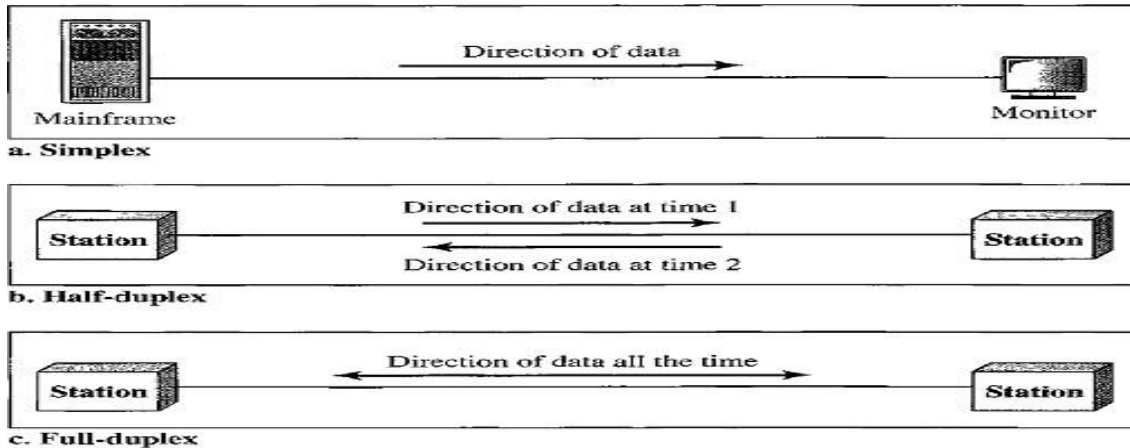 Direction of data
Mainframe
Monitor
a. Simplex
Direction of data at time 1
Station
Station
Direction of data at time 2
b. Half-duplex
Direction of data all the time
Station
Station
c. Full-duplex